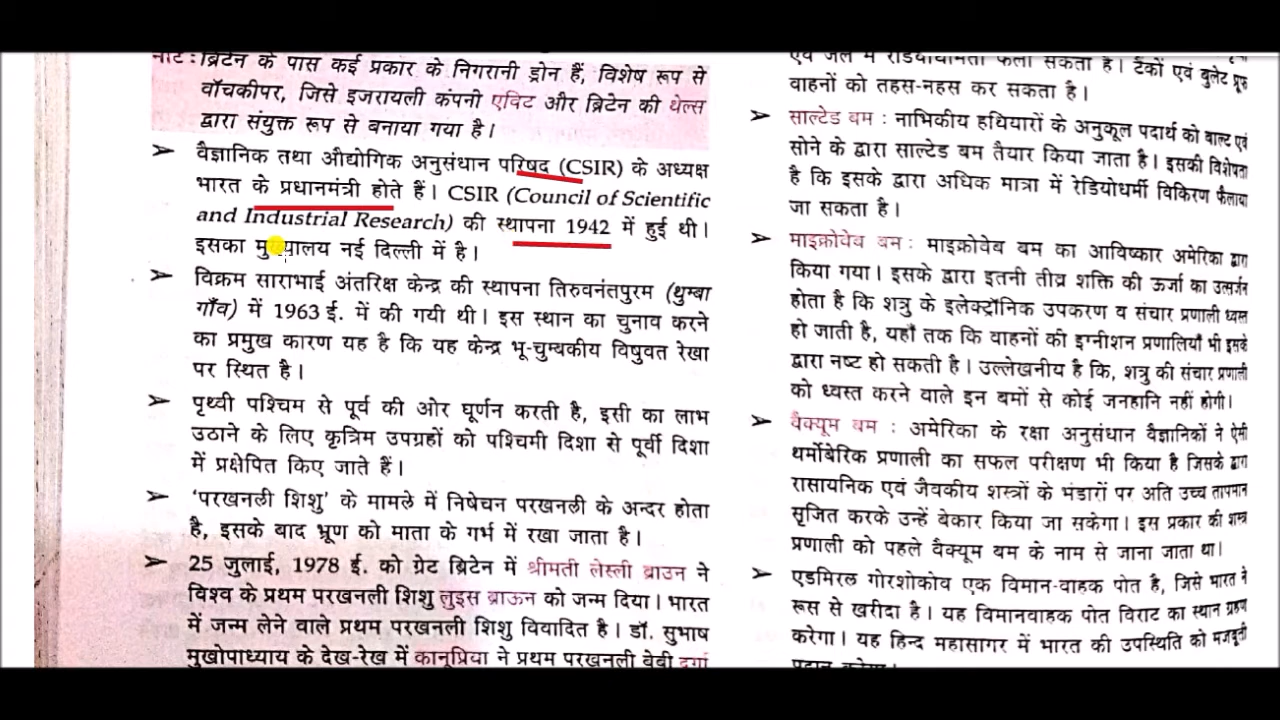 नोट : ब्रिटेन के पास कई प्रकार के निगरानी ड्रोन हैं, विशेष रूप से
वॉचकीपर, जिसे इजरायली कंपनी एविट और ब्रिटेन की थेल्स
द्वारा संयुक्त रूप से बनाया गया है।
➤ वैज्ञानिक तथा औद्योगिक अनुसंधान परिषद (CSIR) के अध्यक्ष
भारत के प्रधानमंत्री होते हैं। CSIR (Council of Scientific
and Industrial Research) की स्थापना 1942 में हुई थी।
इसका मुख्यालय नई दिल्ली में है।
➤ विक्रम साराभाई अंतरिक्ष केन्द्र की स्थापना तिरुवनंतपुरम (थुम्बा
गाँव) में 1963 ई. में की गयी थी। इस स्थान का चुनाव करने
का प्रमुख कारण यह है कि यह केन्द्र भू-चुम्बकीय विषुवत रेखा
पर स्थित है।
➤ पृथ्वी पश्चिम से पूर्व की ओर घूर्णन करती है, इसी का लाभ
उठाने के लिए कृत्रिम उपग्रहों को पश्चिमी दिशा से पूर्वी दिशा
में प्रक्षेपित किए जाते हैं।
➤ ‘परखनली शिशु’ के मामले में निषेचन परखनली के अन्दर होता
है, इसके बाद भ्रूण को माता के गर्भ में रखा जाता है।
➤ 25 जुलाई, 1978 ई. को ग्रेट ब्रिटेन में श्रीमती लेस्ली ब्राउन ने
विश्व के प्रथम परखनली शिशु लुइस ब्राऊन को जन्म दिया। भारत
में जन्म लेने वाले प्रथम परखनली शिशु विवादित है। डॉ. सुभाष
मुखोपाध्याय के देख-रेख में कानूप्रिया ने प्रथम परखनली बेबी दुर्गा
एवं जल में रेडियोधर्मिता फैला सकता है। टैंकों एवं बुलेट प्रूफ
वाहनों को तहस-नहस कर सकता है।
➤ साल्टेड बम : नाभिकीय हथियारों के अनुकूल पदार्थ को बाल्ट एवं
सोने के द्वारा साल्टेड बम तैयार किया जाता है। इसकी विशेषता
है कि इसके द्वारा अधिक मात्रा में रेडियोधर्मी विकिरण फैलाया
जा सकता है।
➤ माइक्रोवेव बम : माइक्रोवेव बम का आविष्कार अमेरिका द्वारा
किया गया। इसके द्वारा इतनी तीव्र शक्ति की ऊर्जा का उत्सर्जन
होता है कि शत्रु के इलेक्ट्रॉनिक उपकरण व संचार प्रणाली ध्वस्त
हो जाती है, यहाँ तक कि वाहनों की इग्नीशन प्रणालियाँ भी इसके
द्वारा नष्ट हो सकती है। उल्लेखनीय है कि, शत्रु की संचार प्रणाली
को ध्वस्त करने वाले इन बमों से कोई जनहानि नहीं होगी।
➤ वैक्यूम बम : अमेरिका के रक्षा अनुसंधान वैज्ञानिकों ने ऐसी
थर्मोबेरिक प्रणाली का सफल परीक्षण भी किया है जिसके द्वारा
रासायनिक एवं जैवकीय शस्त्रों के भंडारों पर अति उच्च तापमान
सृजित करके उन्हें बेकार किया जा सकेगा। इस प्रकार की शस्त्र
प्रणाली को पहले वैक्यूम बम के नाम से जाना जाता था।
➤ एडमिरल गोरशोकोव एक विमान-वाहक पोत है, जिसे भारत ने
रूस से खरीदा है। यह विमानवाहक पोत विराट का स्थान ग्रहण
करेगा। यह हिन्द महासागर में भारत की उपस्थिति को मजबूती